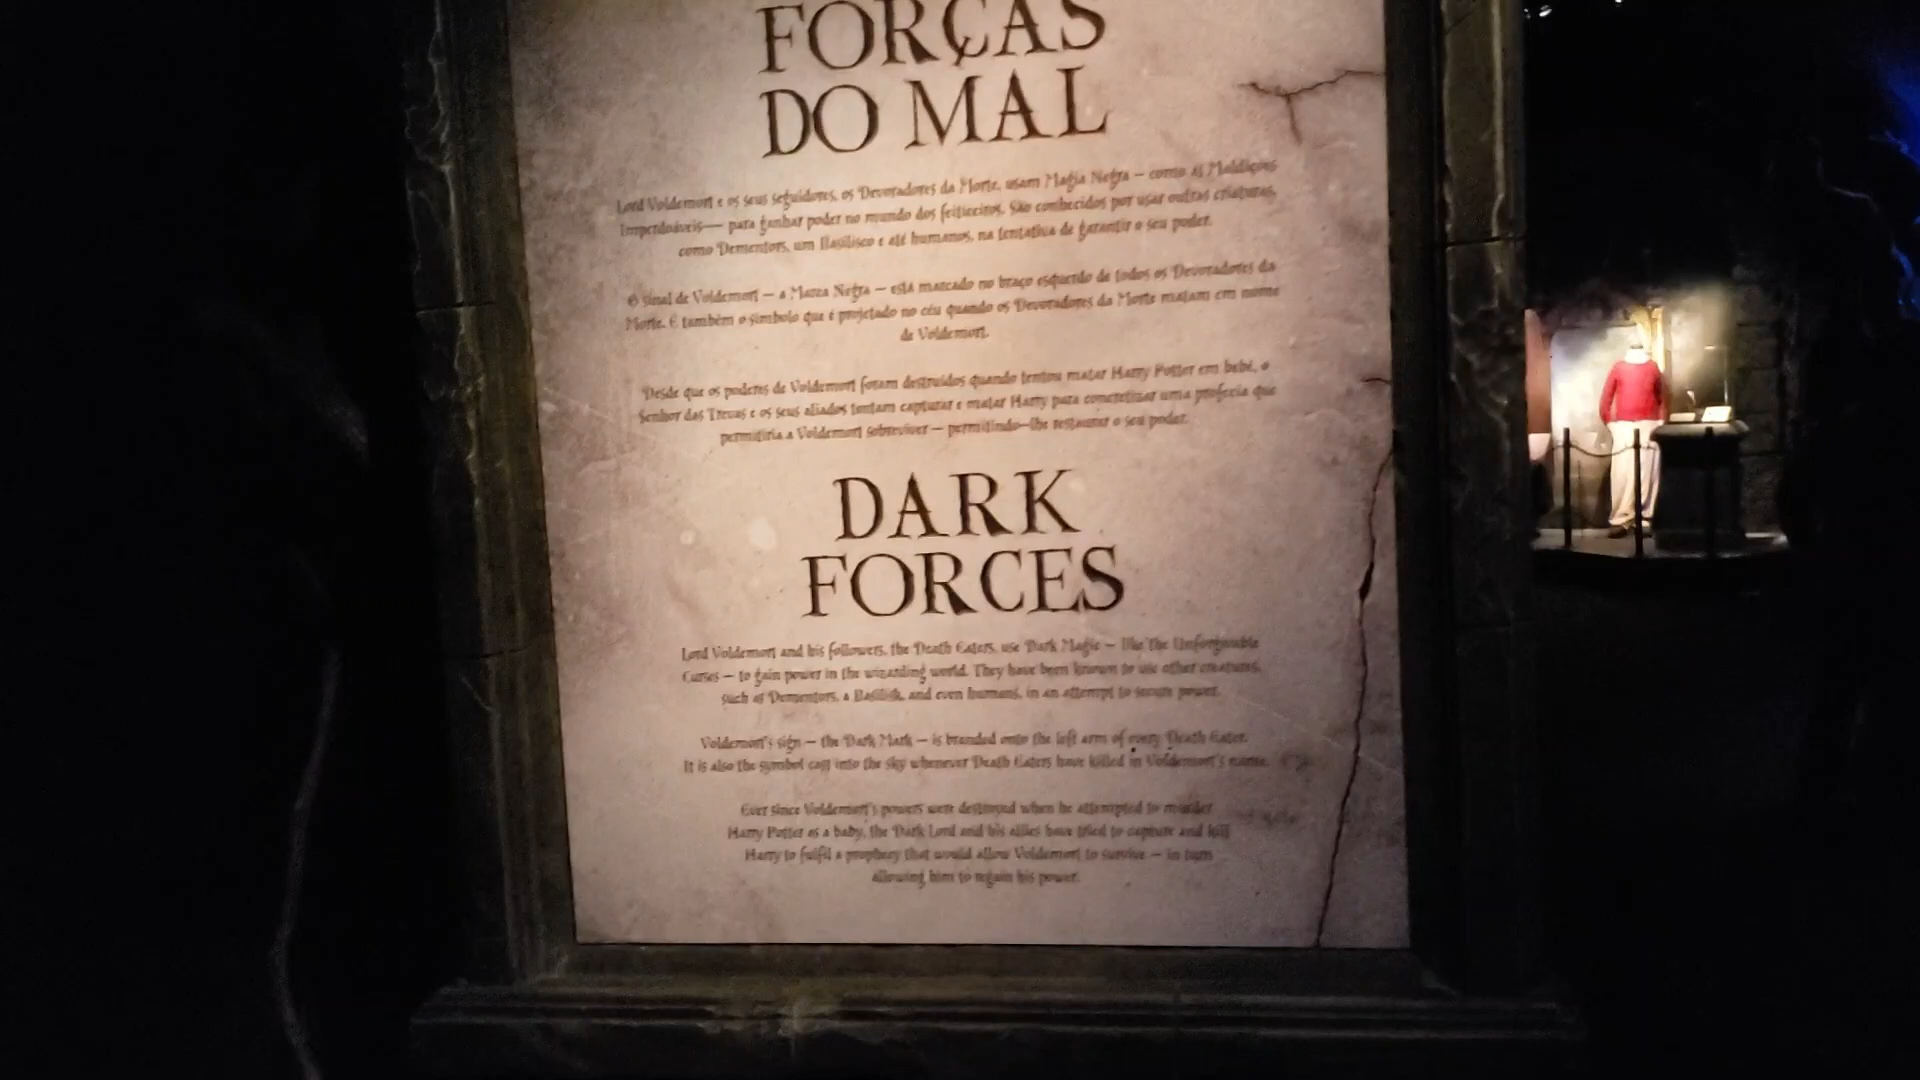 FORÇAS
DO MAL
Lord Voldemort e os seus seguidores, os Devoradores da Morte, usam Magia Negra — como as Maldições
Imperdoáveis— para ganhar poder no mundo dos feiticeiros. São conhecidos por usar outras criaturas,
como Dementors, um Basilisco e até humanos, na tentativa de garantir o seu poder.
O sinal de Voldemort — a Marca Negra — está marcado no braço esquerdo de todos os Devoradores da
Morte. É também o símbolo que é projetado no céu quando os Devoradores da Morte matam em nome
de Voldemort.
Desde que os poderes de Voldemort foram destruídos quando tentou matar Harry Potter em bebé, o
Senhor das Trevas e os seus aliados tentam capturar e matar Harry para concretizar uma profecia que
permitiria a Voldemort sobreviver — permitindo—lhe restaurar o seu poder.
DARK
FORCES
Lord Voldemort and his followers, the Death Eaters, use Dark Magic — like The Unforgivable
Curses — to gain power in the wizarding world. They have been known to use other creatures,
such as Dementors, a Basilisk, and even humans, in an attempt to secure power.
Voldemort's sign — the Dark Mark — is branded onto the left arm of every Death Eater.
It is also the symbol cast into the sky whenever Death Eaters have killed in Voldemort's name.
Ever since Voldemort's powers were destroyed when he attempted to murder
Harry Potter as a baby, the Dark Lord and his allies have tried to capture and kill
Harry to fulfil a prophecy that would allow Voldemort to survive — in turn
allowing him to regain his power.